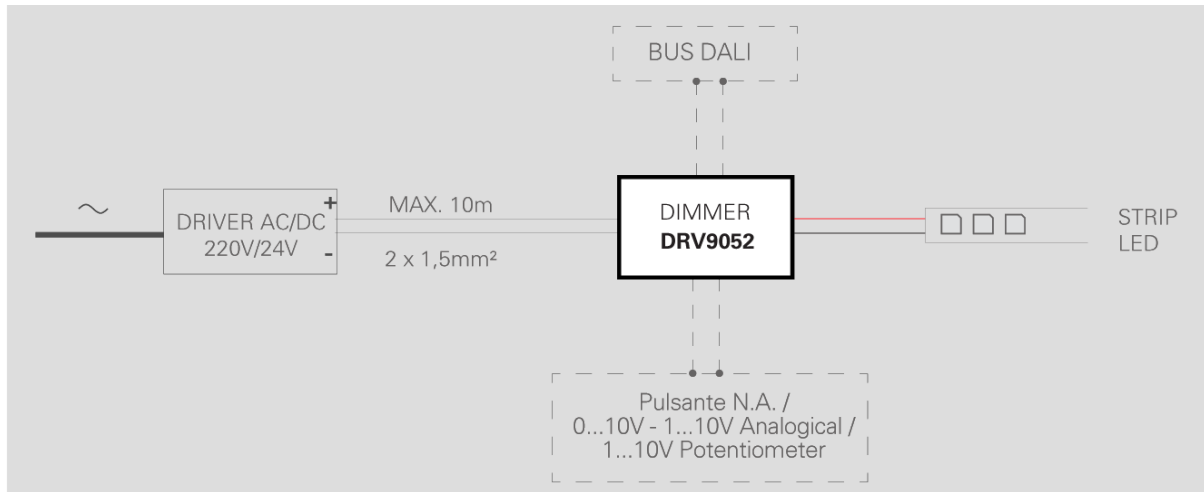 BUS DALI
~
DRIVER AC/DC
220V/24V
+
-
MAX. 10m
2 x 1,5mm²
DIMMER
DRV9052
STRIP
LED
Pulsante N.A. /
0...10V - 1...10V Analogical /
1...10V Potentiometer